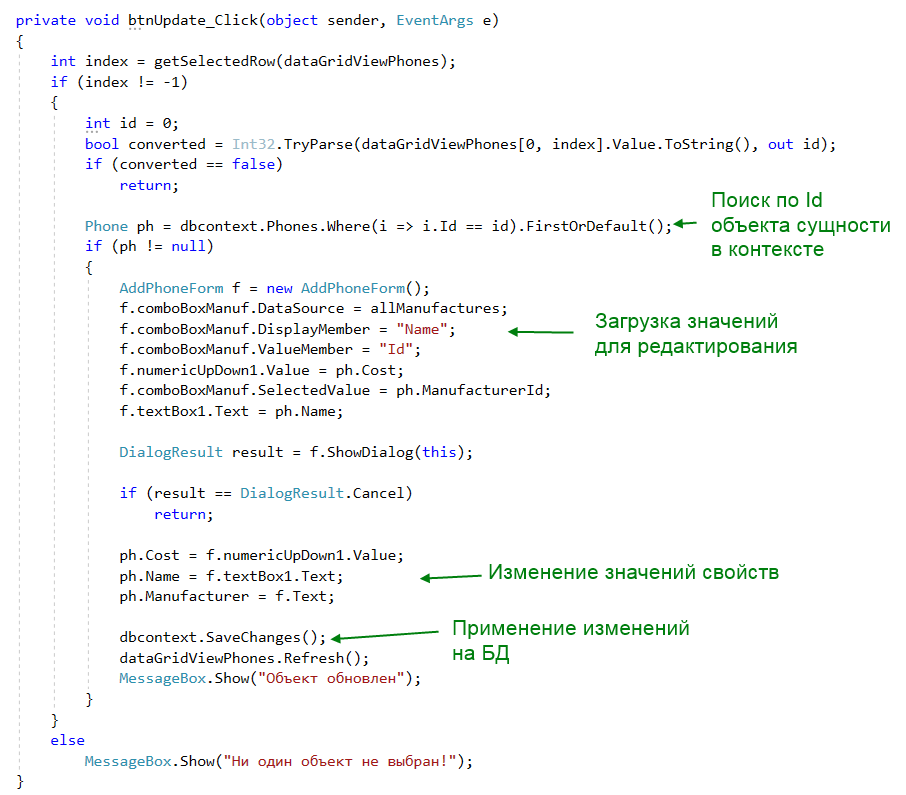 private void btnUpdate_Click(object sender, EventArgs e)
{
int index = getSelectedRow(dataGridViewPhones);
if (index != -1)
{
int id = 0;
bool converted = Int32.TryParse(dataGridViewPhones[0, index].Value.ToString(), out id);
if (converted == false)
return;
Phone ph = dbcontext.Phones.Where(i => i.Id == id).FirstOrDefault();
Поиск по Id
объекта сущности
в контексте
if (ph != null)
{
AddPhoneForm f = new AddPhoneForm();
f.comboBoxManuf.DataSource = allManufactures;
f.comboBoxManuf.DisplayMember = "Name";
f.comboBoxManuf.ValueMember = "Id";
Загрузка значений
для редактирования
f.numericUpDown1.Value = ph.Cost;
f.comboBoxManuf.SelectedValue = ph.ManufacturerId;
f.textBox1.Text = ph.Name;
DialogResult result = f.ShowDialog(this);
if (result == DialogResult.Cancel)
return;
ph.Cost = f.numericUpDown1.Value;
ph.Name = f.textBox1.Text;
ph.Manufacturer = f.Text;
Изменение значений свойств
dbcontext.SaveChanges();
Применение изменений
на БД
dataGridViewPhones.Refresh();
MessageBox.Show("Объект обновлен");
}
}
else
MessageBox.Show("Ни один объект не выбран!");
}